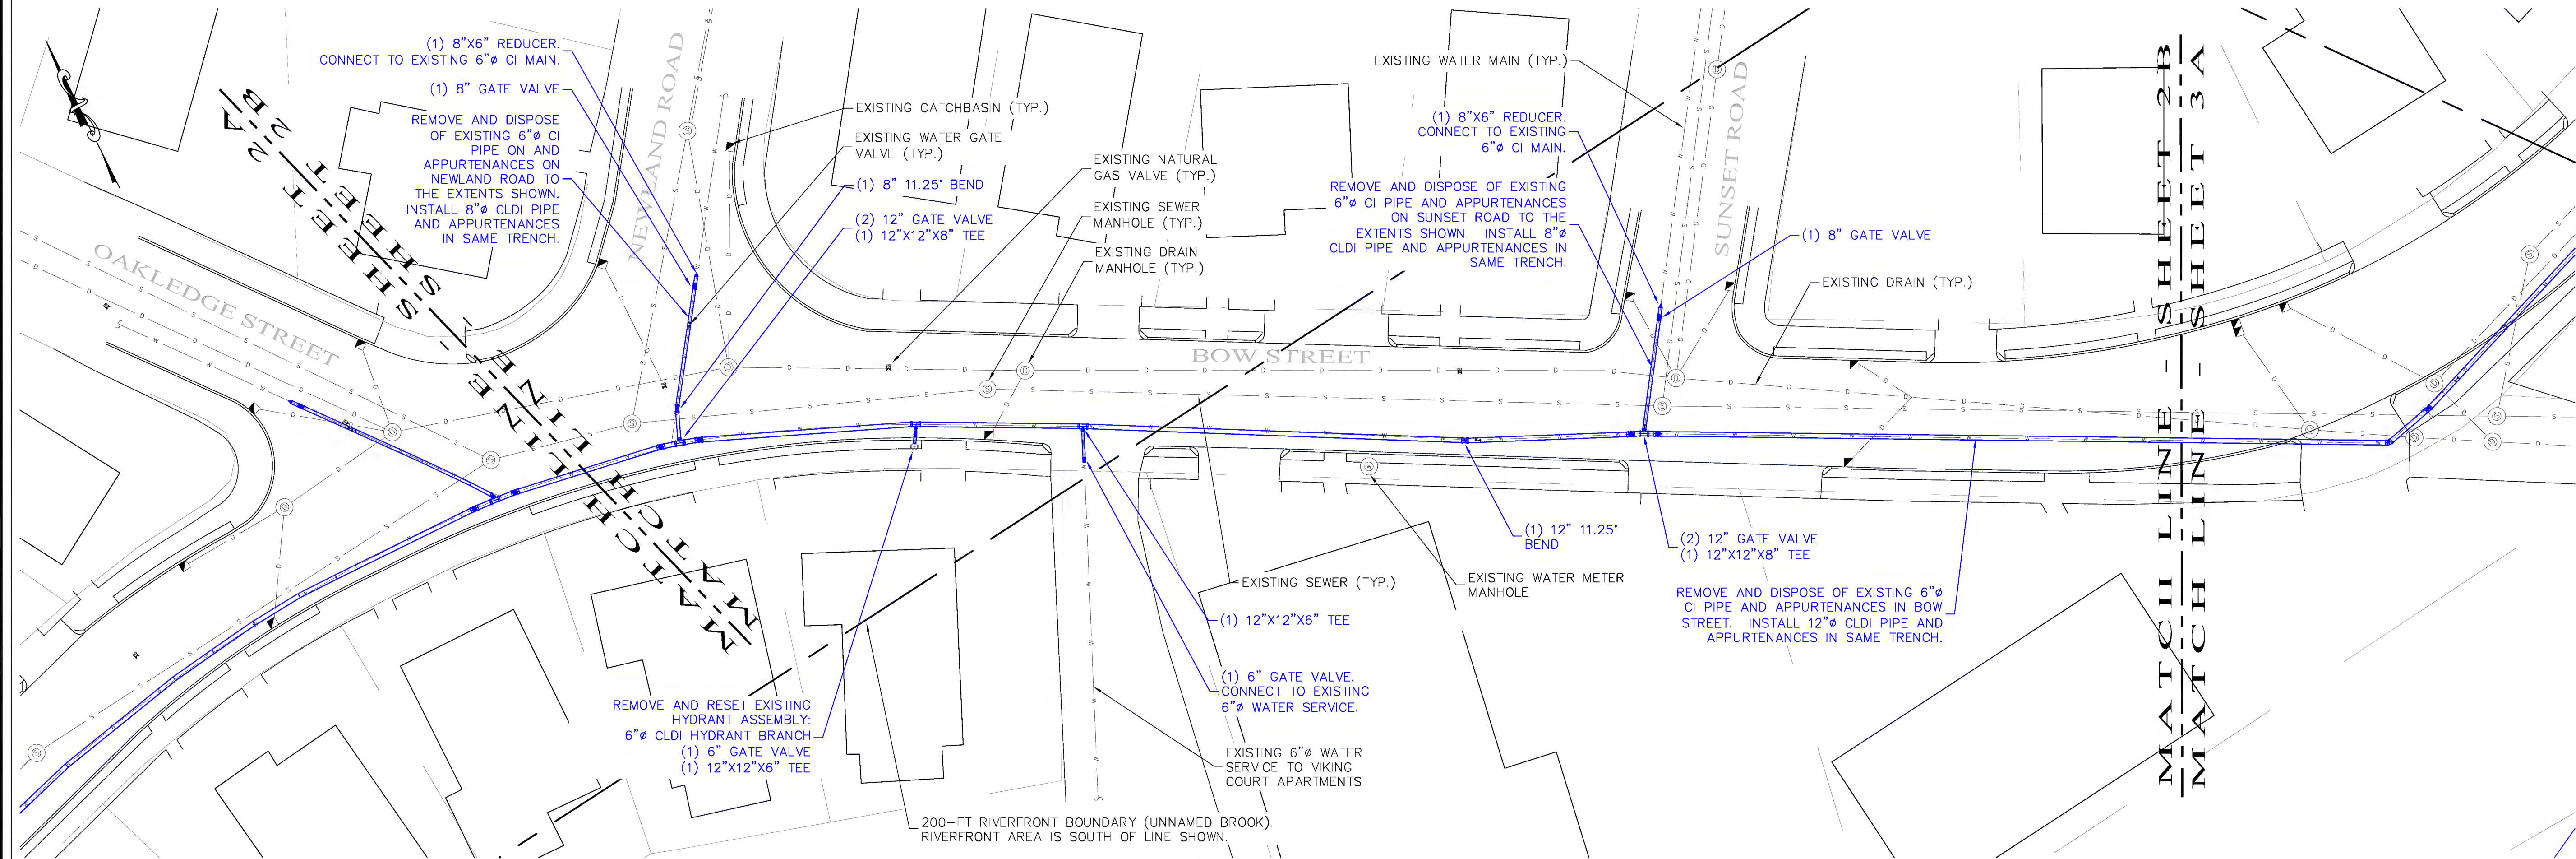 (1) 8"X6" REDUCER.
CONNECT TO EXISTING 6"ø CI MAIN.
(1) 8" GATE VALVE
REMOVE AND DISPOSE
OF EXISTING 6"ø CI
PIPE ON AND
APPURTENANCES ON
NEWLAND ROAD TO
THE EXTENTS SHOWN.
INSTALL 8"ø CLDI PIPE
AND APPURTENANCES
IN SAME TRENCH.
OAKLEDGE STREET
NEWLAND ROAD
MATCH LINE - SHEET 2A
MATCH LINE - SHEET 2B
EXISTING CATCHBASIN (TYP.)
EXISTING WATER GATE
VALVE (TYP.)
(1) 8" 11.25° BEND
(2) 12" GATE VALVE
(1) 12"X12"X8" TEE
EXISTING NATURAL
GAS VALVE (TYP.)
EXISTING SEWER
MANHOLE (TYP.)
EXISTING DRAIN
MANHOLE (TYP.)
BOW STREET
EXISTING WATER MAIN (TYP.)
(1) 8"X6" REDUCER.
CONNECT TO EXISTING
6"ø CI MAIN.
REMOVE AND DISPOSE OF EXISTING
6"ø CI PIPE AND APPURTENANCES
ON SUNSET ROAD TO THE
EXTENTS SHOWN. INSTALL 8"ø
CLDI PIPE AND APPURTENANCES IN
SAME TRENCH.
SUNSET ROAD
(1) 8" GATE VALVE
EXISTING DRAIN (TYP.)
MATCH LINE - SHEET 2B
MATCH LINE - SHEET 3A
(1) 12" 11.25°
BEND
(2) 12" GATE VALVE
(1) 12"X12"X8" TEE
EXISTING SEWER (TYP.)
EXISTING WATER METER
MANHOLE
REMOVE AND DISPOSE OF EXISTING 6"ø
CI PIPE AND APPURTENANCES IN BOW
STREET. INSTALL 12"ø CLDI PIPE AND
APPURTENANCES IN SAME TRENCH.
(1) 12"X12"X6" TEE
(1) 6" GATE VALVE.
CONNECT TO EXISTING
6"ø WATER SERVICE.
REMOVE AND RESET EXISTING
HYDRANT ASSEMBLY:
6"ø CLDI HYDRANT BRANCH
(1) 6" GATE VALVE
(1) 12"X12"X6" TEE
EXISTING 6"ø WATER
SERVICE TO VIKING
COURT APARTMENTS
200-FT RIVERFRONT BOUNDARY (UNNAMED BROOK).
RIVERFRONT AREA IS SOUTH OF LINE SHOWN.